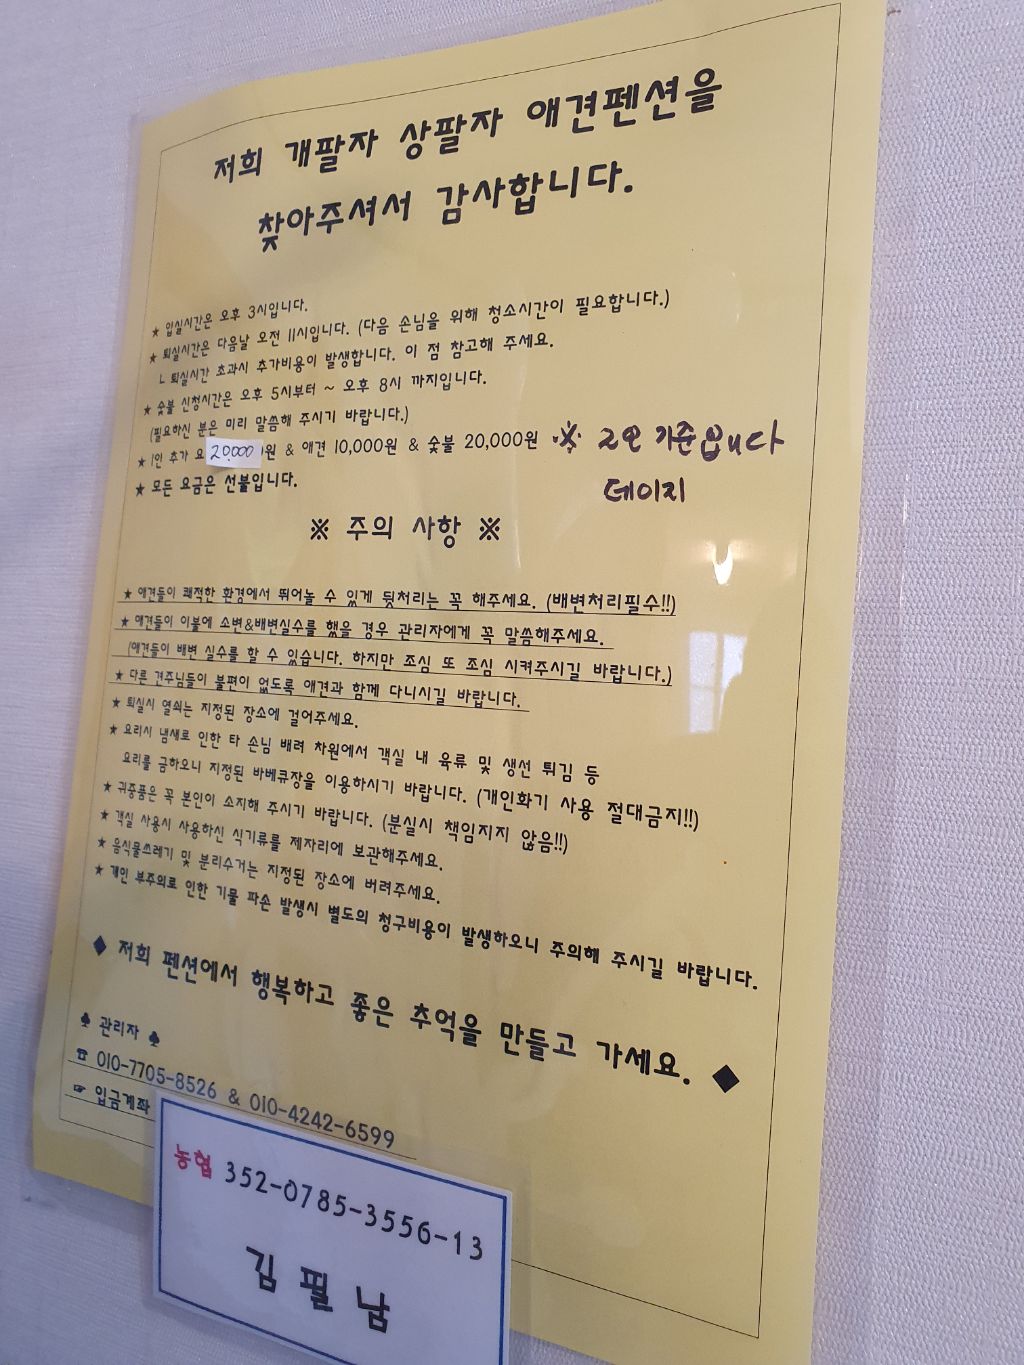 저희 개팔자 상팔자 애견펜션을
찾아주셔서 감사합니다.
★ 입실시간은 오후 3시입니다.
★ 퇴실시간은 다음날 오전 11시입니다. (다음 손님을 위해 청소시간이 필요합니다.)
ㄴ 퇴실시간 초과시 추가비용이 발생합니다. 이 점 참고해 주세요.
★ 숯불 신청시간은 오후 5시부터 ~ 오후 8시 까지입니다.
(필요하신 분은 미리 말씀해 주시기 바랍니다.)
★ 1인 추가 요 20,000원 & 애견 10,000원 & 숯불 20,000원 ※ 2인 기준입니다
★ 모든 요금은 선불입니다. 데이지
※ 주의 사항 ※
★ 애견들이 쾌적한 환경에서 뛰어놀 수 있게 뒷처리는 꼭 해주세요. (배변처리필수!!)
★ 애견들이 이불에 소변&배변실수를 했을 경우 관리자에게 꼭 말씀해주세요.
(애견들이 배변 실수를 할 수 있습니다. 하지만 조심 또 조심 시켜주시길 바랍니다.)
★ 다른 견주님들이 불편이 없도록 애견과 함께 다니시길 바랍니다.
★ 퇴실시 열쇠는 지정된 장소에 걸어주세요.
★ 요리시 냄새로 인한 타 손님 배려 차원에서 객실 내 육류 및 생선 튀김 등
요리를 금하오니 지정된 바베큐장을 이용하시기 바랍니다. (개인화기 사용 절대금지!!)
★ 귀중품은 꼭 본인이 소지해 주시기 바랍니다. (분실시 책임지지 않음!!)
★ 객실 사용시 사용하신 식기류를 제자리에 보관해주세요.
★ 음식물쓰레기 및 분리수거는 지정된 장소에 버려주세요.
★ 개인 부주의로 인한 기물 파손 발생시 별도의 청구비용이 발생하오니 주의해 주시길 바랍니다.
◆ 저희 펜션에서 행복하고 좋은 추억을 만들고 가세요. ◆
♠ 관리자 ♠
☎ 010-7705-8526 & 010-4242-6599
☞ 입금계좌
농협 352-0785-3556-13
김 필 남